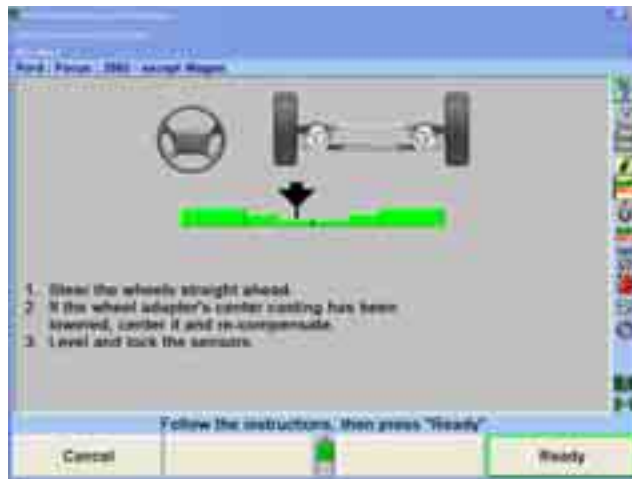 Ford : Focus : 2002 : except Wagon
1. Steer the wheels straight ahead.
2. If the wheel adapter's center casting has been
lowered, center it and re-compensate.
3. Level and lock the sensors.
Follow the instructions, then press "Ready"
Cancel
Ready